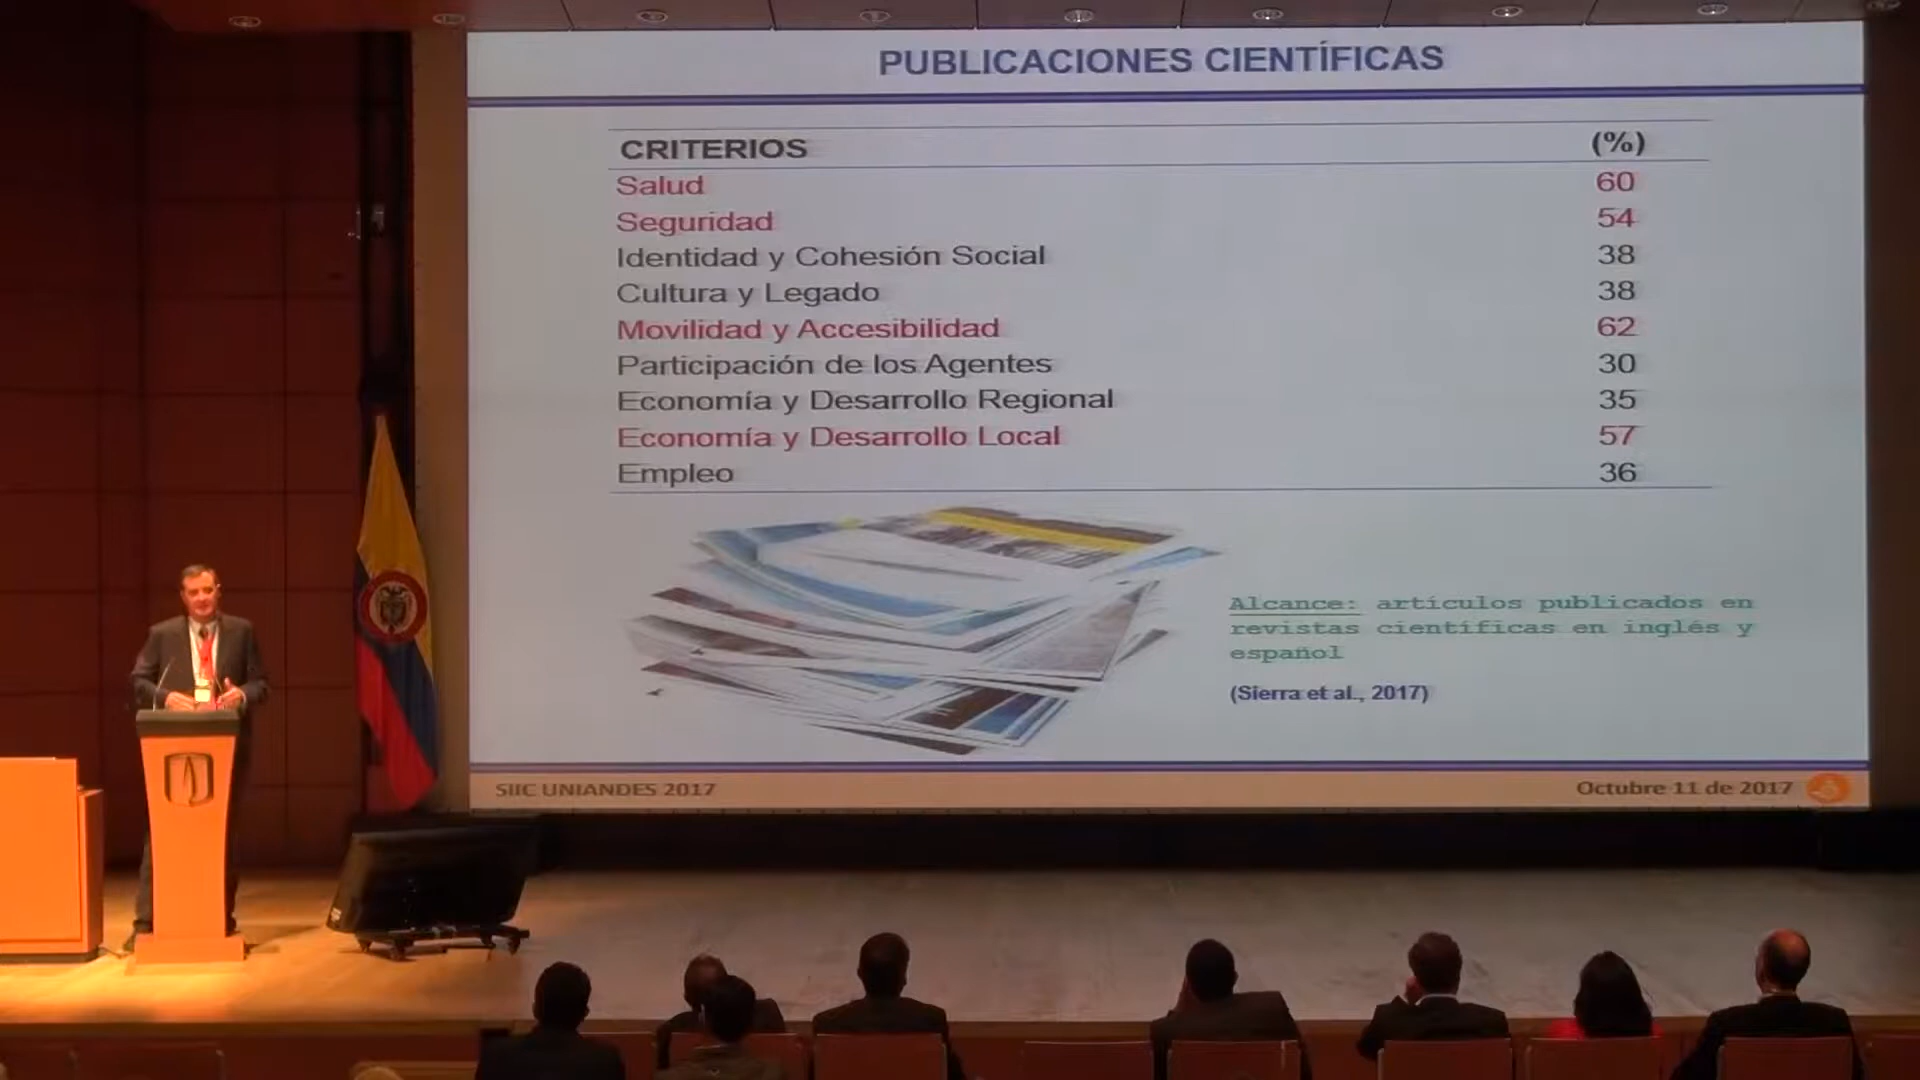 PUBLICACIONES CIENTÍFICAS
CRITERIOS (%)
Salud 60
Seguridad 54
Identidad y Cohesión Social 38
Cultura y Legado 38
Movilidad y Accesibilidad 62
Participación de los Agentes 30
Economía y Desarrollo Regional 35
Economía y Desarrollo Local 57
Empleo 36
Alcance: artículos publicados en
revistas científicas en inglés y
español
(Sierra et al., 2017)
SIIC UNIANDES 2017 Octubre 11 de 2017